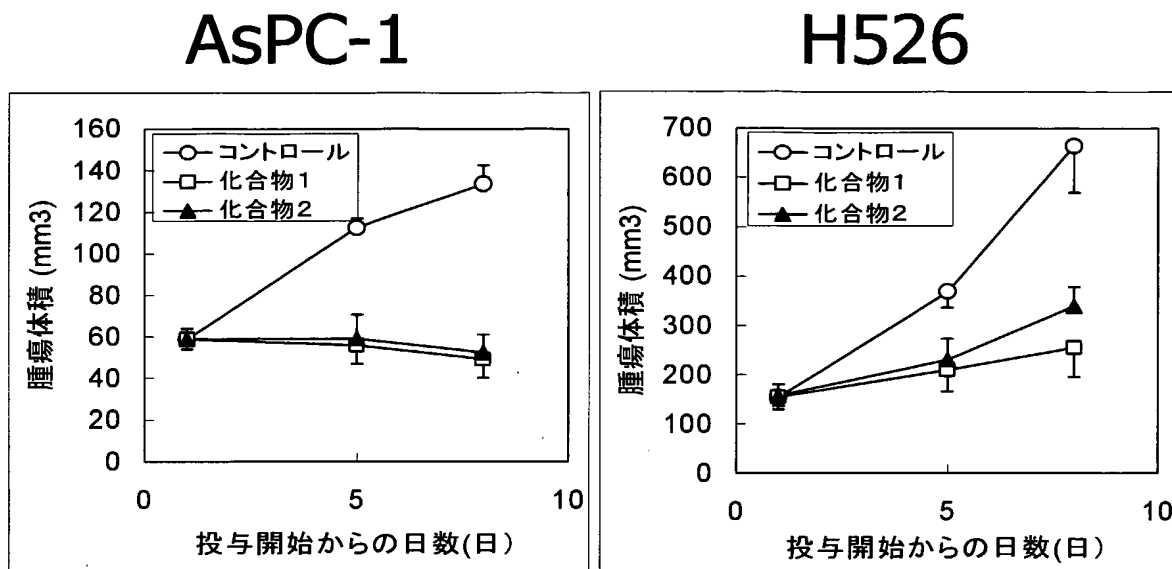 AsPC-1
160
140
120
100
80
60
40
20
0
0
5
10
コントロール
化合物1
化合物2
腫瘍体積 (mm3)
投与開始からの日数(日)
H526
700
600
500
400
300
200
100
0
0
5
10
コントロール
化合物1
化合物2
腫瘍体積 (mm3)
投与開始からの日数(日)